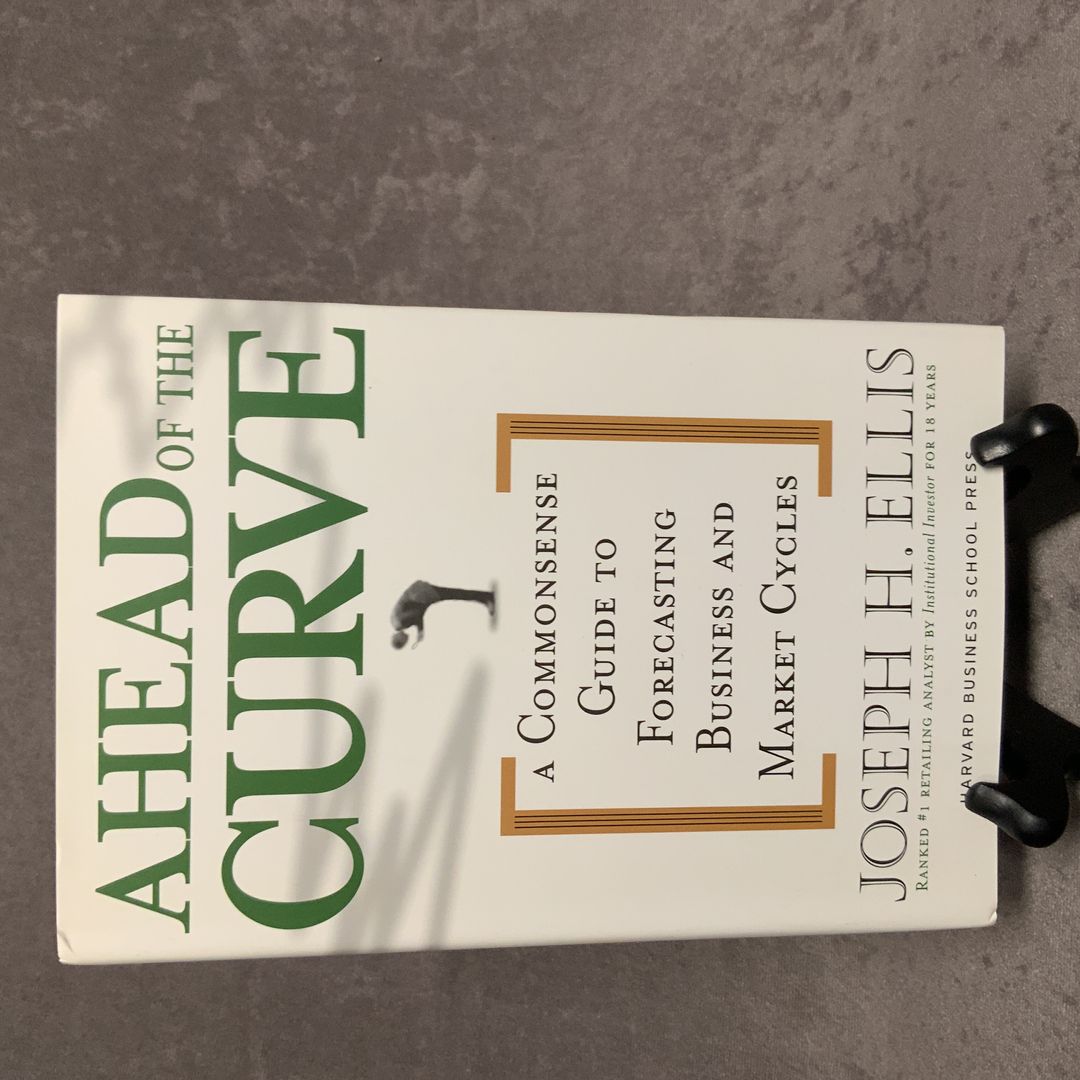 AHEAD OF THE
CURVE
A COMMONSENSE
GUIDE TO
FORECASTING
BUSINESS AND
MARKET CYCLES
JOSEPH H. ELLIS
RANKED #1 RETAILING ANALYST BY Institutional Investor FOR 18 YEARS
HARVARD BUSINESS SCHOOL PRESS